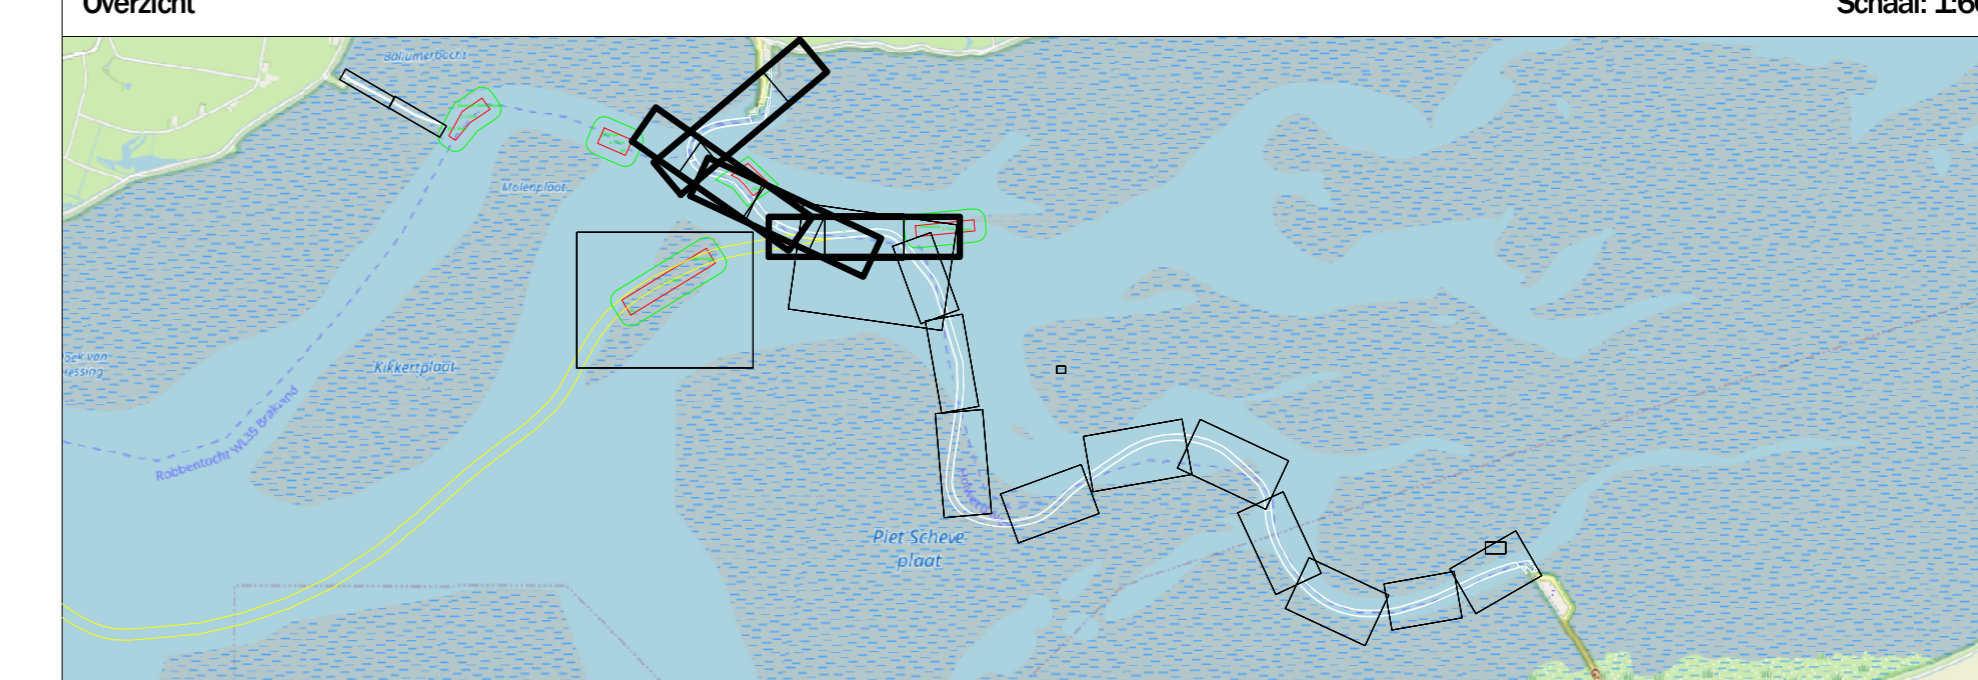 Overzicht
Schaal: 1:6
Ballumerbocht
Molenplaat
Kikkertplaat
Robbentocht WL35 Brakzand
Piet Scheve
plaat